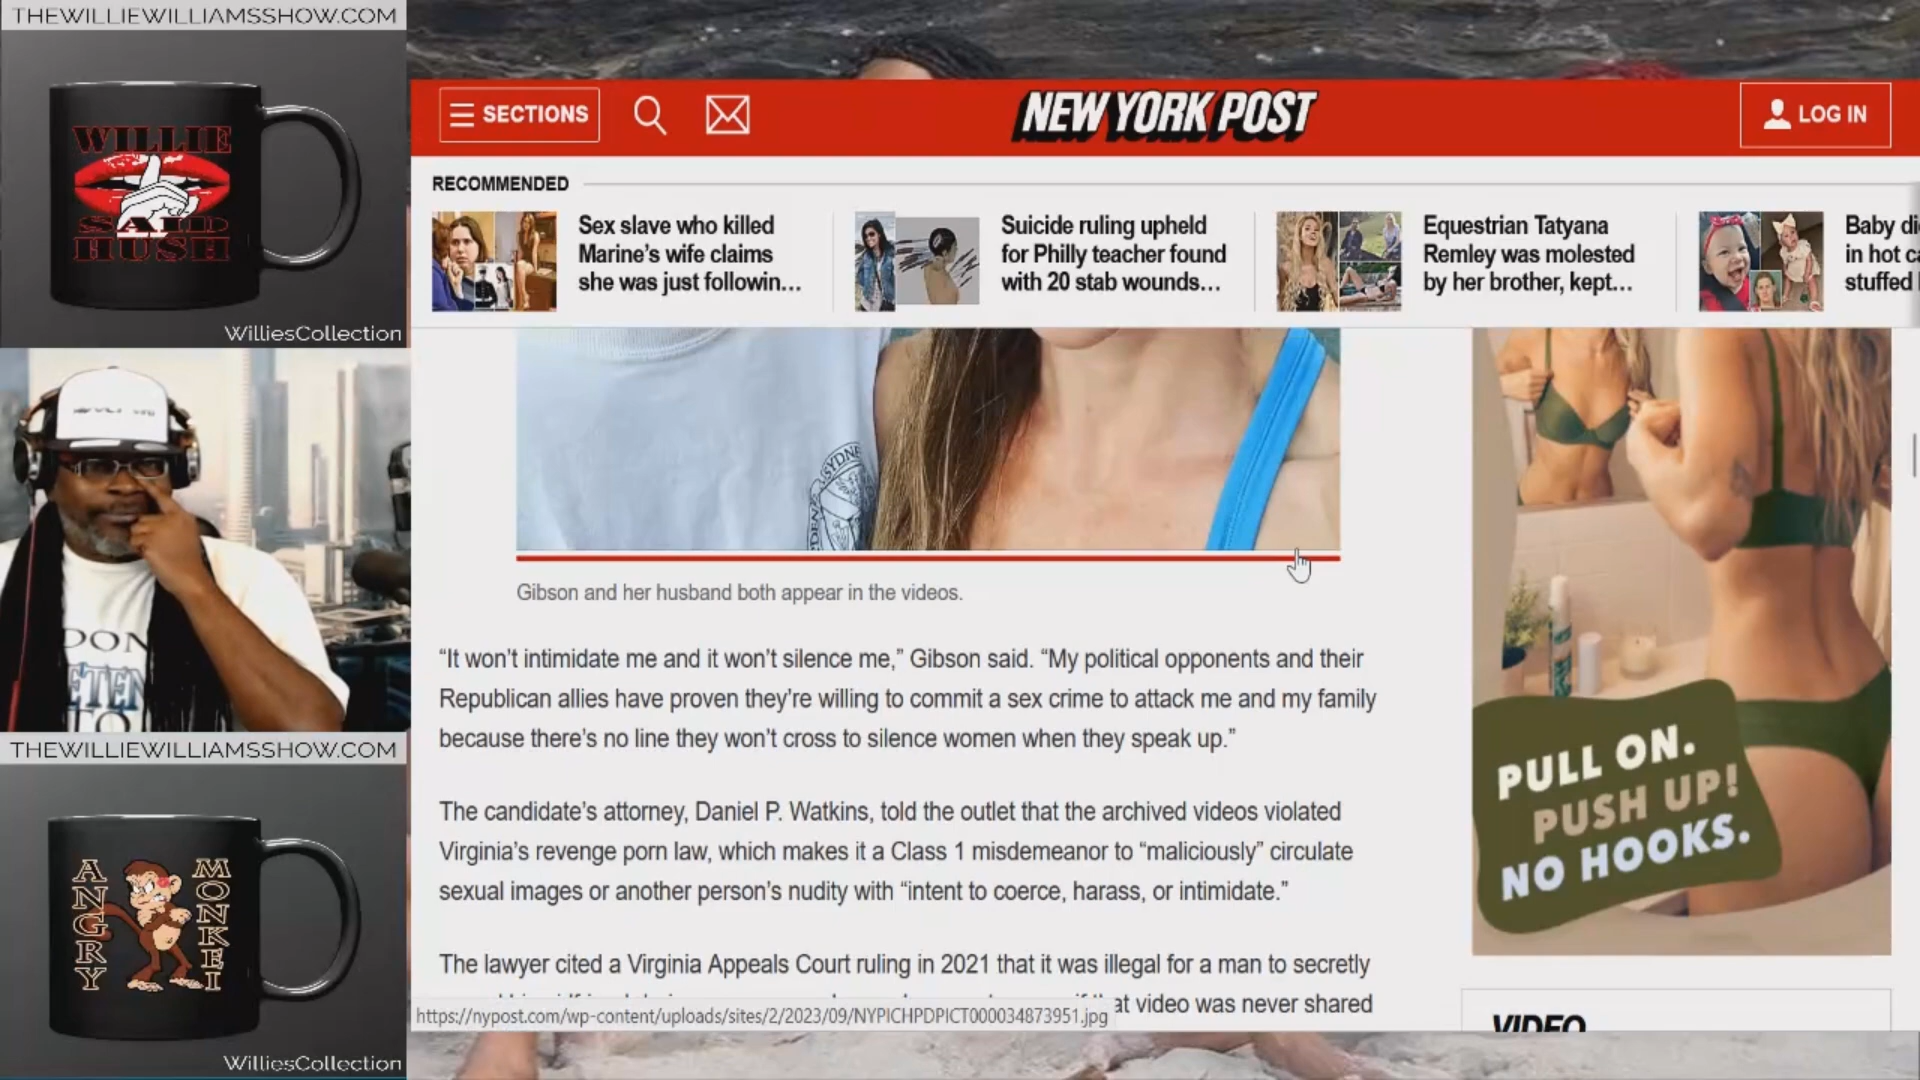 THEWILLIEWILLIAMSSHOW.COM
WILLIE
SAID
HUSH
WilliesCollection
DON
ETEN
TO
THEWILLIEWILLIAMSSHOW.COM
ANGRY
MONKEI
WilliesCollection
SECTIONS
NEW YORK POST
LOG IN
RECOMMENDED
Sex slave who killed
Marine's wife claims
she was just followin...
Suicide ruling upheld
for Philly teacher found
with 20 stab wounds...
Equestrian Tatyana
Remley was molested
by her brother, kept...
Baby di
in hot ca
stuffed
SYDNE
Gibson and her husband both appear in the videos.
“It won’t intimidate me and it won’t silence me,” Gibson said. “My political opponents and their
Republican allies have proven they’re willing to commit a sex crime to attack me and my family
because there’s no line they won’t cross to silence women when they speak up.”
The candidate’s attorney, Daniel P. Watkins, told the outlet that the archived videos violated
Virginia’s revenge porn law, which makes it a Class 1 misdemeanor to “maliciously” circulate
sexual images or another person’s nudity with “intent to coerce, harass, or intimidate.”
The lawyer cited a Virginia Appeals Court ruling in 2021 that it was illegal for a man to secretly
at video was never shared
https://nypost.com/wp-content/uploads/sites/2/2023/09/NYPICHPDPICT000034873951.jpg
PULL ON.
PUSH UP!
NO HOOKS.
VIDEO